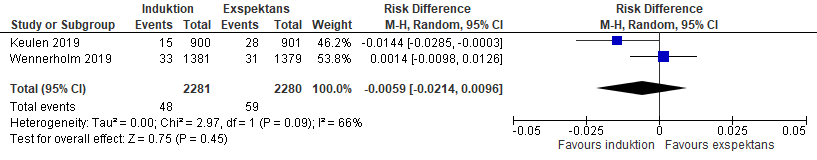 Induktion Exspektans Risk Difference Risk Difference
Study or Subgroup Events Total Events Total Weight M-H, Random, 95% CI M-H, Random, 95% CI
Keulen 2019 15 900 28 901 46.2% -0.0144 [-0.0285, -0.0003]
Wennerholm 2019 33 1381 31 1379 53.8% 0.0014 [-0.0098, 0.0126]
Total (95% CI) 2281 2280 100.0% -0.0059 [-0.0214, 0.0096]
Total events 48 59
Heterogeneity: Tau² = 0.00; Chi² = 2.97, df = 1 (P = 0.09); I² = 66%
Test for overall effect: Z = 0.75 (P = 0.45)
-0.05 -0.025 0 0.025 0.05
Favours induktion Favours exspektans